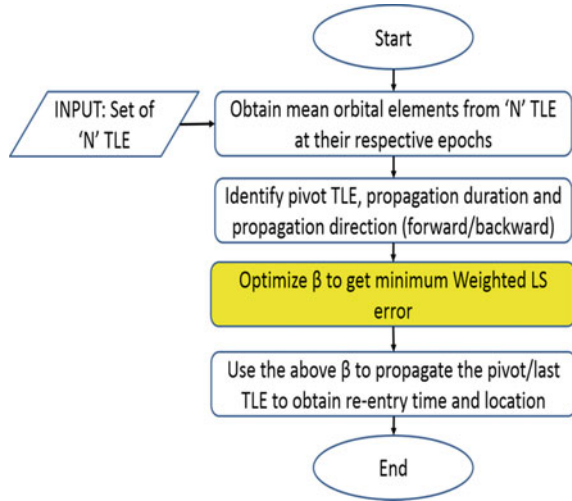 Start
INPUT: Set of
‘N’ TLE
Obtain mean orbital elements from ‘N’ TLE
at their respective epochs
Identify pivot TLE, propagation duration and
propagation direction (forward/backward)
Optimize β to get minimum Weighted LS
error
Use the above β to propagate the pivot/last
TLE to obtain re-entry time and location
End